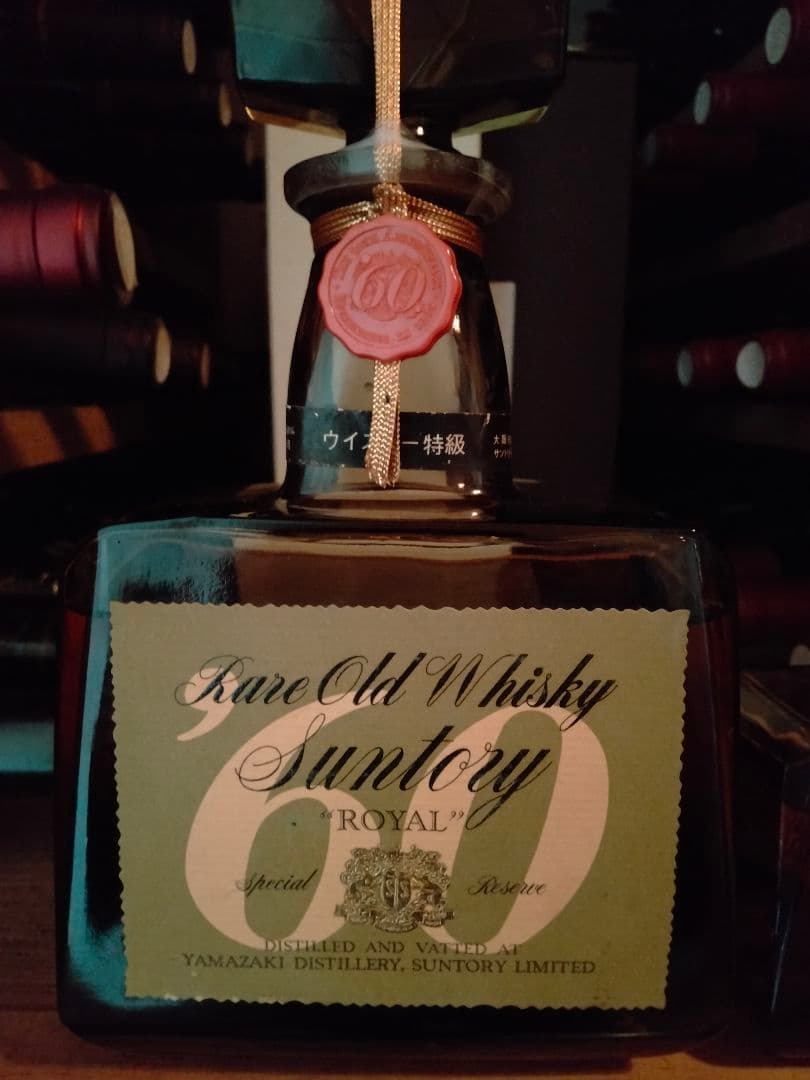 '60
ウイスキー特級
Rare Old Whisky
Suntory
"ROYAL"
'60
Special Reserve
DISTILLED AND VATTED AT
YAMAZAKI DISTILLERY, SUNTORY LIMITED